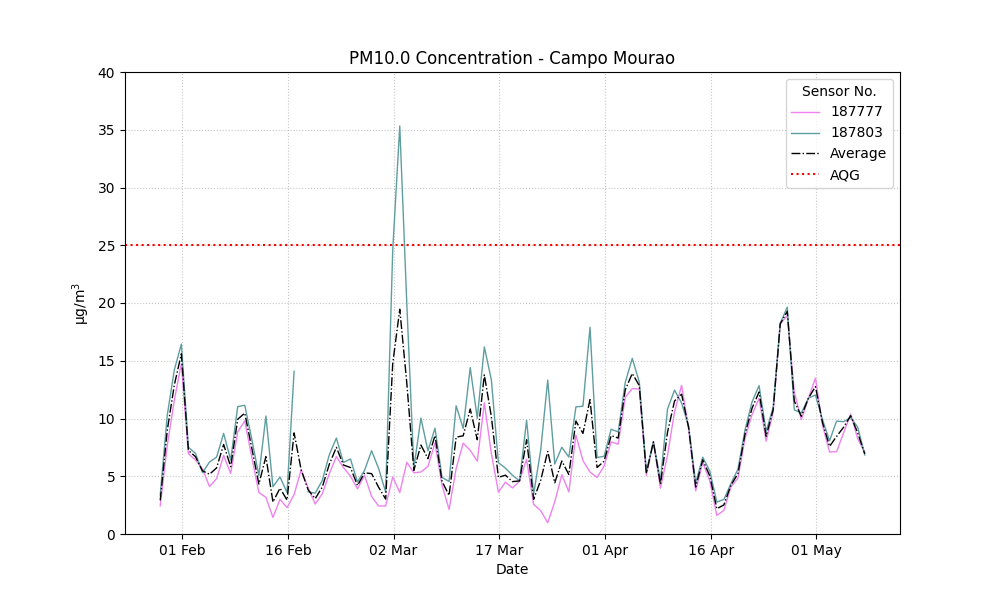 PM10.0 Concentration - Campo Mourao
40
35
30
25
20
15
10
5
0
µg/m³
Sensor No.
187777
187803
Average
AQG
01 Feb
16 Feb
02 Mar
17 Mar
01 Apr
16 Apr
01 May
Date